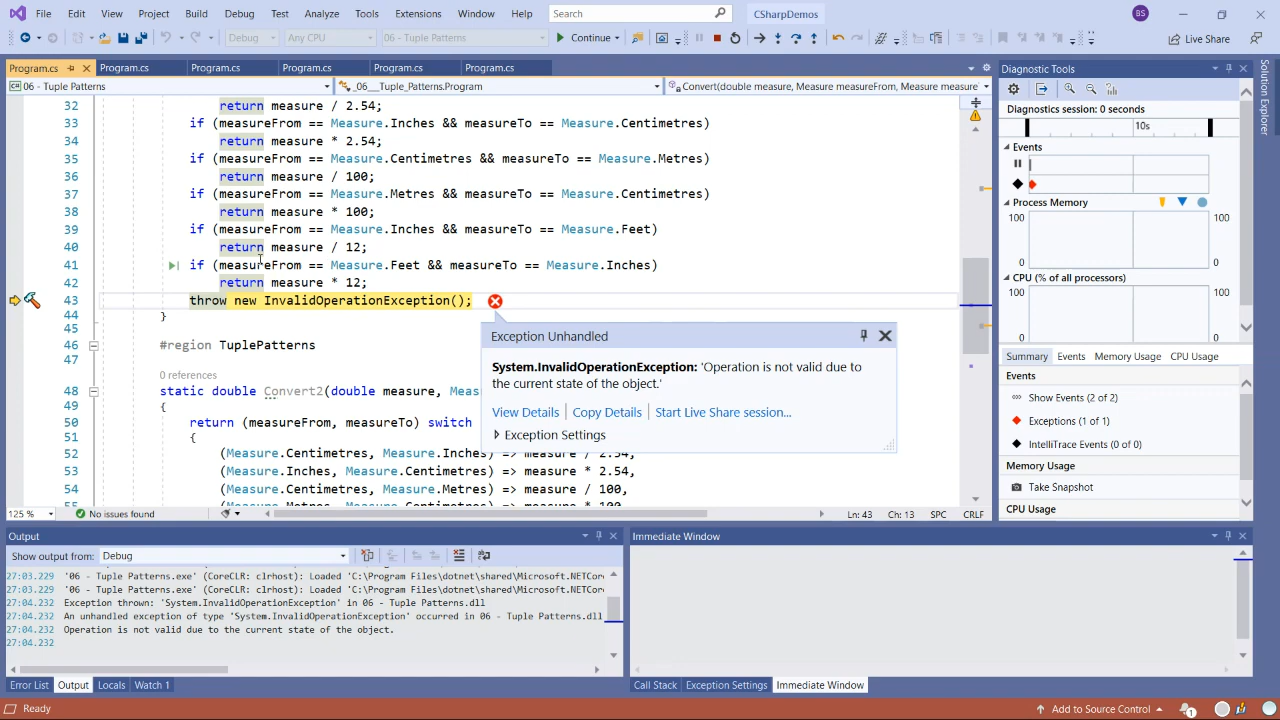 File Edit View Project Build Debug Test Analyze Tools Extensions Window Help Search CSharpDemos BS
Debug Any CPU 06 - Tuple Patterns Continue Live Share
Program.cs Program.cs Program.cs Program.cs Program.cs Program.cs
06 - Tuple Patterns _06___Tuple_Patterns.Program Convert(double measure, Measure measureFrom, Measure measure
32 return measure / 2.54;
33 if (measureFrom == Measure.Inches && measureTo == Measure.Centimetres)
34 return measure * 2.54;
35 if (measureFrom == Measure.Centimetres && measureTo == Measure.Metres)
36 return measure / 100;
37 if (measureFrom == Measure.Metres && measureTo == Measure.Centimetres)
38 return measure * 100;
39 if (measureFrom == Measure.Inches && measureTo == Measure.Feet)
40 return measure / 12;
41 if (measureFrom == Measure.Feet && measureTo == Measure.Inches)
42 return measure * 12;
43 throw new InvalidOperationException();
44 }
45
46 #region TuplePatterns
47
0 references
48 static double Convert2(double measure, Mea
49 {
50 return (measureFrom, measureTo) switch
51 {
52 (Measure.Centimetres, Measure.Inches) => measure / 2.54,
53 (Measure.Inches, Measure.Centimetres) => measure * 2.54,
54 (Measure.Centimetres, Measure.Metres) => measure / 100,
55 (Measure.Metres, Measure.Centimetres) => measure * 100,
Exception Unhandled
System.InvalidOperationException: 'Operation is not valid due to
the current state of the object.'
View Details Copy Details Start Live Share session...
Exception Settings
125 % No issues found Ln: 43 Ch: 13 SPC CRLF
Diagnostic Tools
Diagnostics session: 0 seconds
10s
Events
Process Memory
100 100
0 0
CPU (% of all processors)
100 100
0 0
Summary Events Memory Usage CPU Usage
Events
Show Events (2 of 2)
Exceptions (1 of 1)
IntelliTrace Events (0 of 0)
Memory Usage
Take Snapshot
CPU Usage
Solution Explorer
Output
Show output from: Debug
27:03.229 '06 - Tuple Patterns.exe' (CoreCLR: clrhost): Loaded 'C:\Program Files\dotnet\shared\Microsoft.NETCor
27:03.229 '06 - Tuple Patterns.exe' (CoreCLR: clrhost): Loaded 'C:\Program Files\dotnet\shared\Microsoft.NETCor
27:04.232 Exception thrown: 'System.InvalidOperationException' in 06 - Tuple Patterns.dll
27:04.232 An unhandled exception of type 'System.InvalidOperationException' occurred in 06 - Tuple Patterns.dll
27:04.232 Operation is not valid due to the current state of the object.
27:04.232
Immediate Window
Error List Output Locals Watch 1
Call Stack Exception Settings Immediate Window
Ready Add to Source Control 1